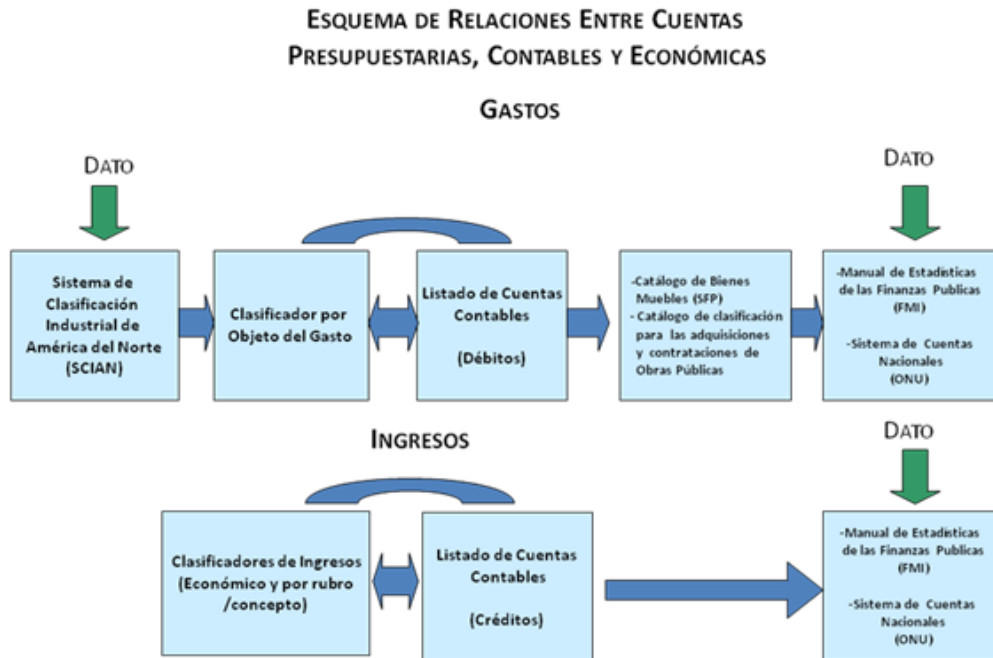 ESQUEMA DE RELACIONES ENTRE CUENTAS
PRESUPUESTARIAS, CONTABLES Y ECONÓMICAS
GASTOS
DATO
DATO
Sistema de
Clasificación
Industrial de
América del Norte
(SCIAN)
Clasificador por
Objeto del Gasto
Listado de Cuentas
Contables
(Débitos)
-Catálogo de Bienes
Muebles (SFP)
- Catálogo de clasificación
para las adquisiciones
y contrataciones de
Obras Públicas
-Manual de Estadísticas
de las Finanzas Publicas
(FMI)
-Sistema de Cuentas
Nacionales
(ONU)
INGRESOS
DATO
Clasificadores de Ingresos
(Económico y por rubro
/concepto)
Listado de Cuentas
Contables
(Créditos)
-Manual de Estadísticas
de las Finanzas Publicas
(FMI)
-Sistema de Cuentas
Nacionales
(ONU)